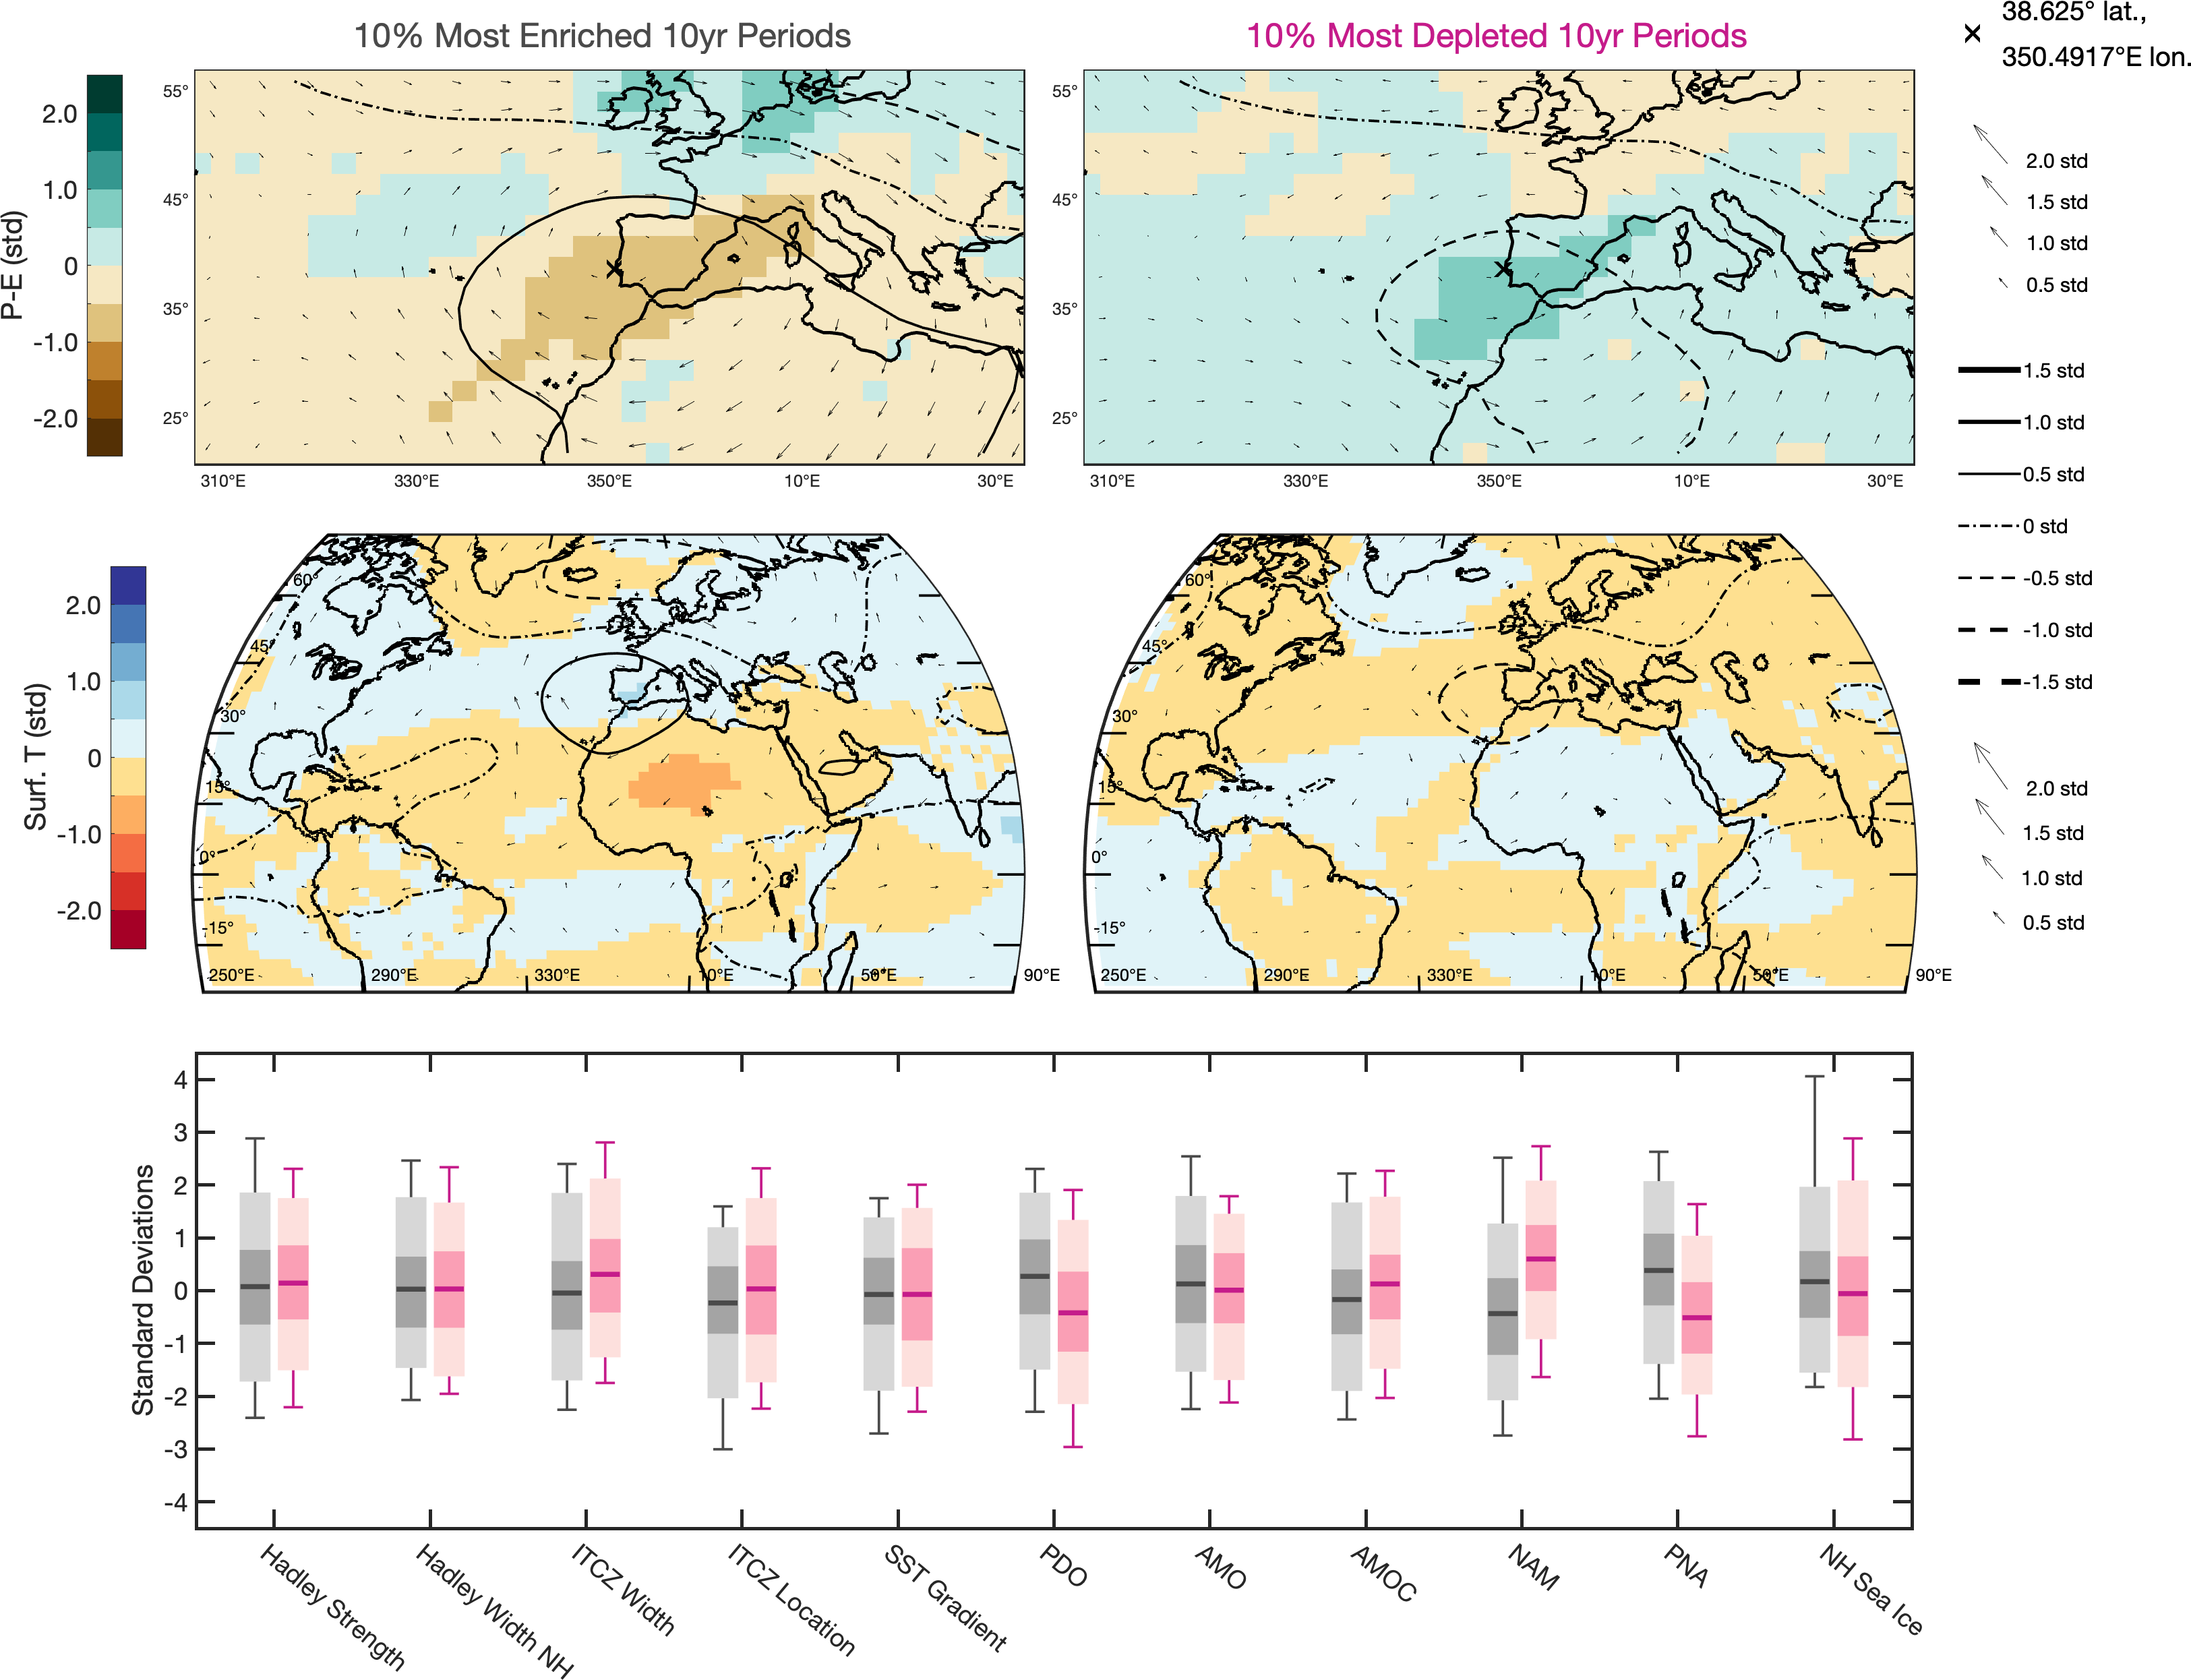 10% Most Enriched 10yr Periods
10% Most Depleted 10yr Periods
38.625° lat.,
350.4917°E lon.
P-E (std)
2.0
1.0
0
-1.0
-2.0
55°
45°
35°
25°
310°E
330°E
350°E
10°E
30°E
55°
45°
35°
25°
310°E
330°E
350°E
10°E
30°E
2.0 std
1.5 std
1.0 std
0.5 std
1.5 std
1.0 std
0.5 std
0 std
-0.5 std
-1.0 std
-1.5 std
Surf. T (std)
2.0
1.0
0
-1.0
-2.0
60°
45°
30°
15°
0°
-15°
250°E
290°E
330°E
10°E
50°E
90°E
60°
45°
30°
15°
0°
-15°
250°E
290°E
330°E
10°E
50°E
90°E
2.0 std
1.5 std
1.0 std
0.5 std
Standard Deviations
4
3
2
1
0
-1
-2
-3
-4
Hadley Strength
Hadley Width NH
ITCZ Width
ITCZ Location
SST Gradient
PDO
AMO
AMOC
NAM
PNA
NH Sea Ice